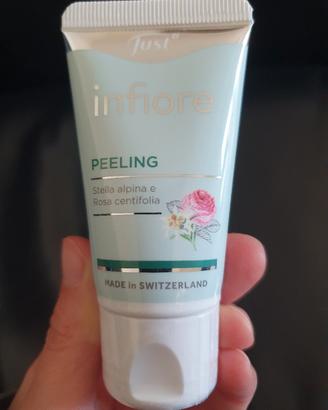 Just®
infiore
PEELING
Stella alpina e
Rosa centifolia
MADE in SWITZERLAND